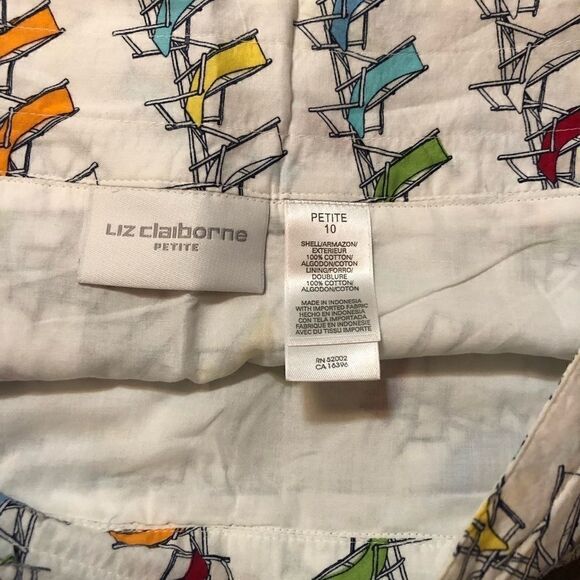 LIZ claiborne
PETITE
PETITE
10
SHELL/ARMAZON/
EXTERIEUR
100% COTTON/
ALGODON/COTON
LINING/FORRO/
DOUBLURE
100% COTTON/
ALGODON/COTON
MADE IN INDONESIA
WITH IMPORTED FABRIC
HECHO EN INDONESIA
CON TELA IMPORTADA
FABRIQUE EN INDONESIE
AVEC DU TISSU IMPORTE
RN 52002
CA 16396